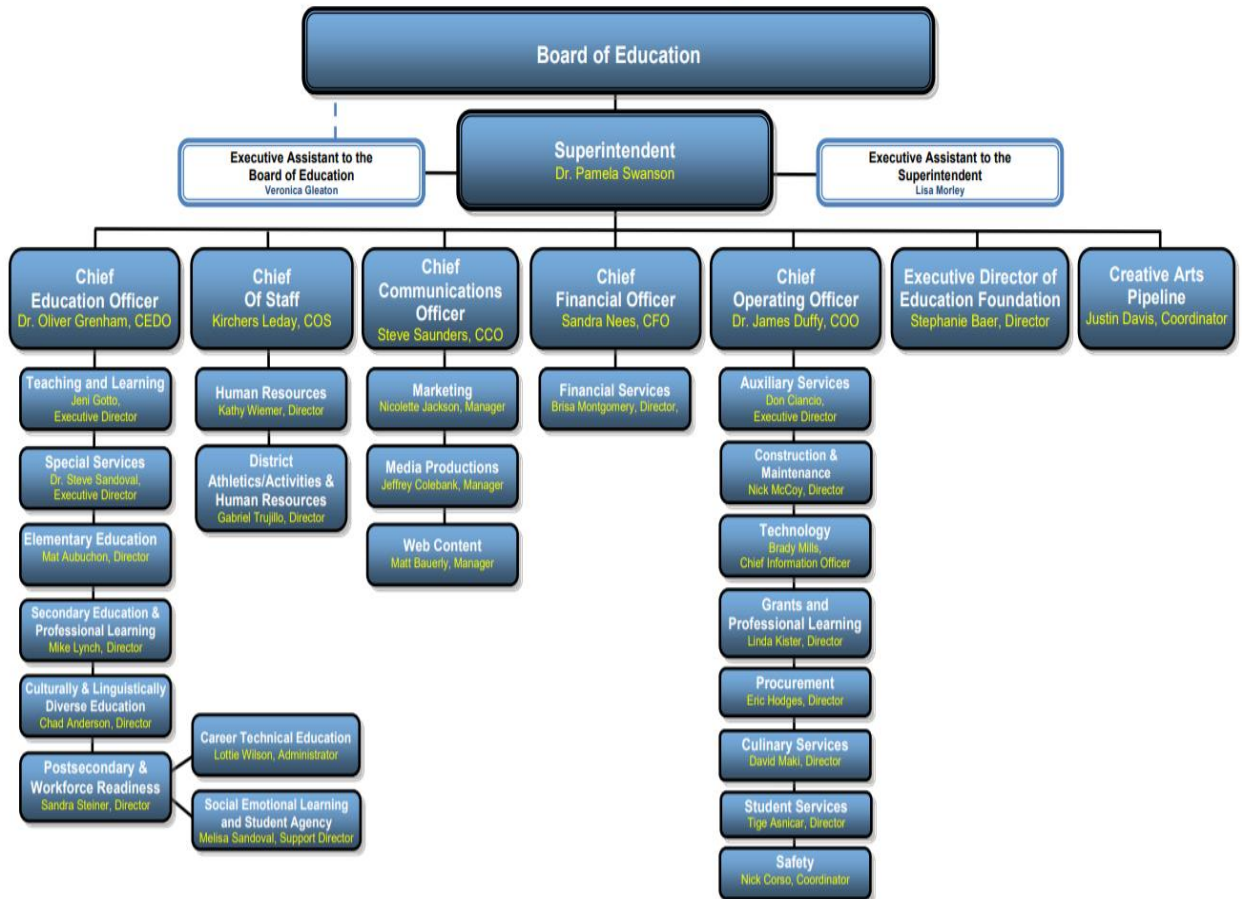 Board of Education
Superintendent
Dr. Pamela Swanson
Executive Assistant to the
Board of Education
Veronica Gleaton
Executive Assistant to the
Superintendent
Lisa Morley
Chief
Education Officer
Dr. Oliver Grenham, CEDO
Chief
Of Staff
Kirchers Leday, COS
Chief
Communications
Officer
Steve Saunders, CCO
Chief
Financial Officer
Sandra Nees, CFO
Chief
Operating Officer
Dr. James Duffy, COO
Executive Director of
Education Foundation
Stephanie Baer, Director
Creative Arts
Pipeline
Justin Davis, Coordinator
Teaching and Learning
Jeni Gotto,
Executive Director
Special Services
Dr. Steve Sandoval,
Executive Director
Elementary Education
Mat Aubuchon, Director
Secondary Education &
Professional Learning
Mike Lynch, Director
Culturally & Linguistically
Diverse Education
Chad Anderson, Director
Postsecondary &
Workforce Readiness
Sandra Steiner, Director
Career Technical Education
Lottie Wilson, Administrator
Social Emotional Learning
and Student Agency
Melisa Sandoval, Support Director
Human Resources
Kathy Wiemer, Director
District
Athletics/Activities &
Human Resources
Gabriel Trujillo, Director
Marketing
Nicolette Jackson, Manager
Media Productions
Jeffrey Colebank, Manager
Web Content
Matt Bauerly, Manager
Financial Services
Brisa Montgomery, Director,
Auxiliary Services
Don Ciancio,
Executive Director
Construction &
Maintenance
Nick McCoy, Director
Technology
Brady Mills,
Chief Information Officer
Grants and
Professional Learning
Linda Kister, Director
Procurement
Eric Hodges, Director
Culinary Services
David Maki, Director
Student Services
Tige Asnicar, Director
Safety
Nick Corso, Coordinator